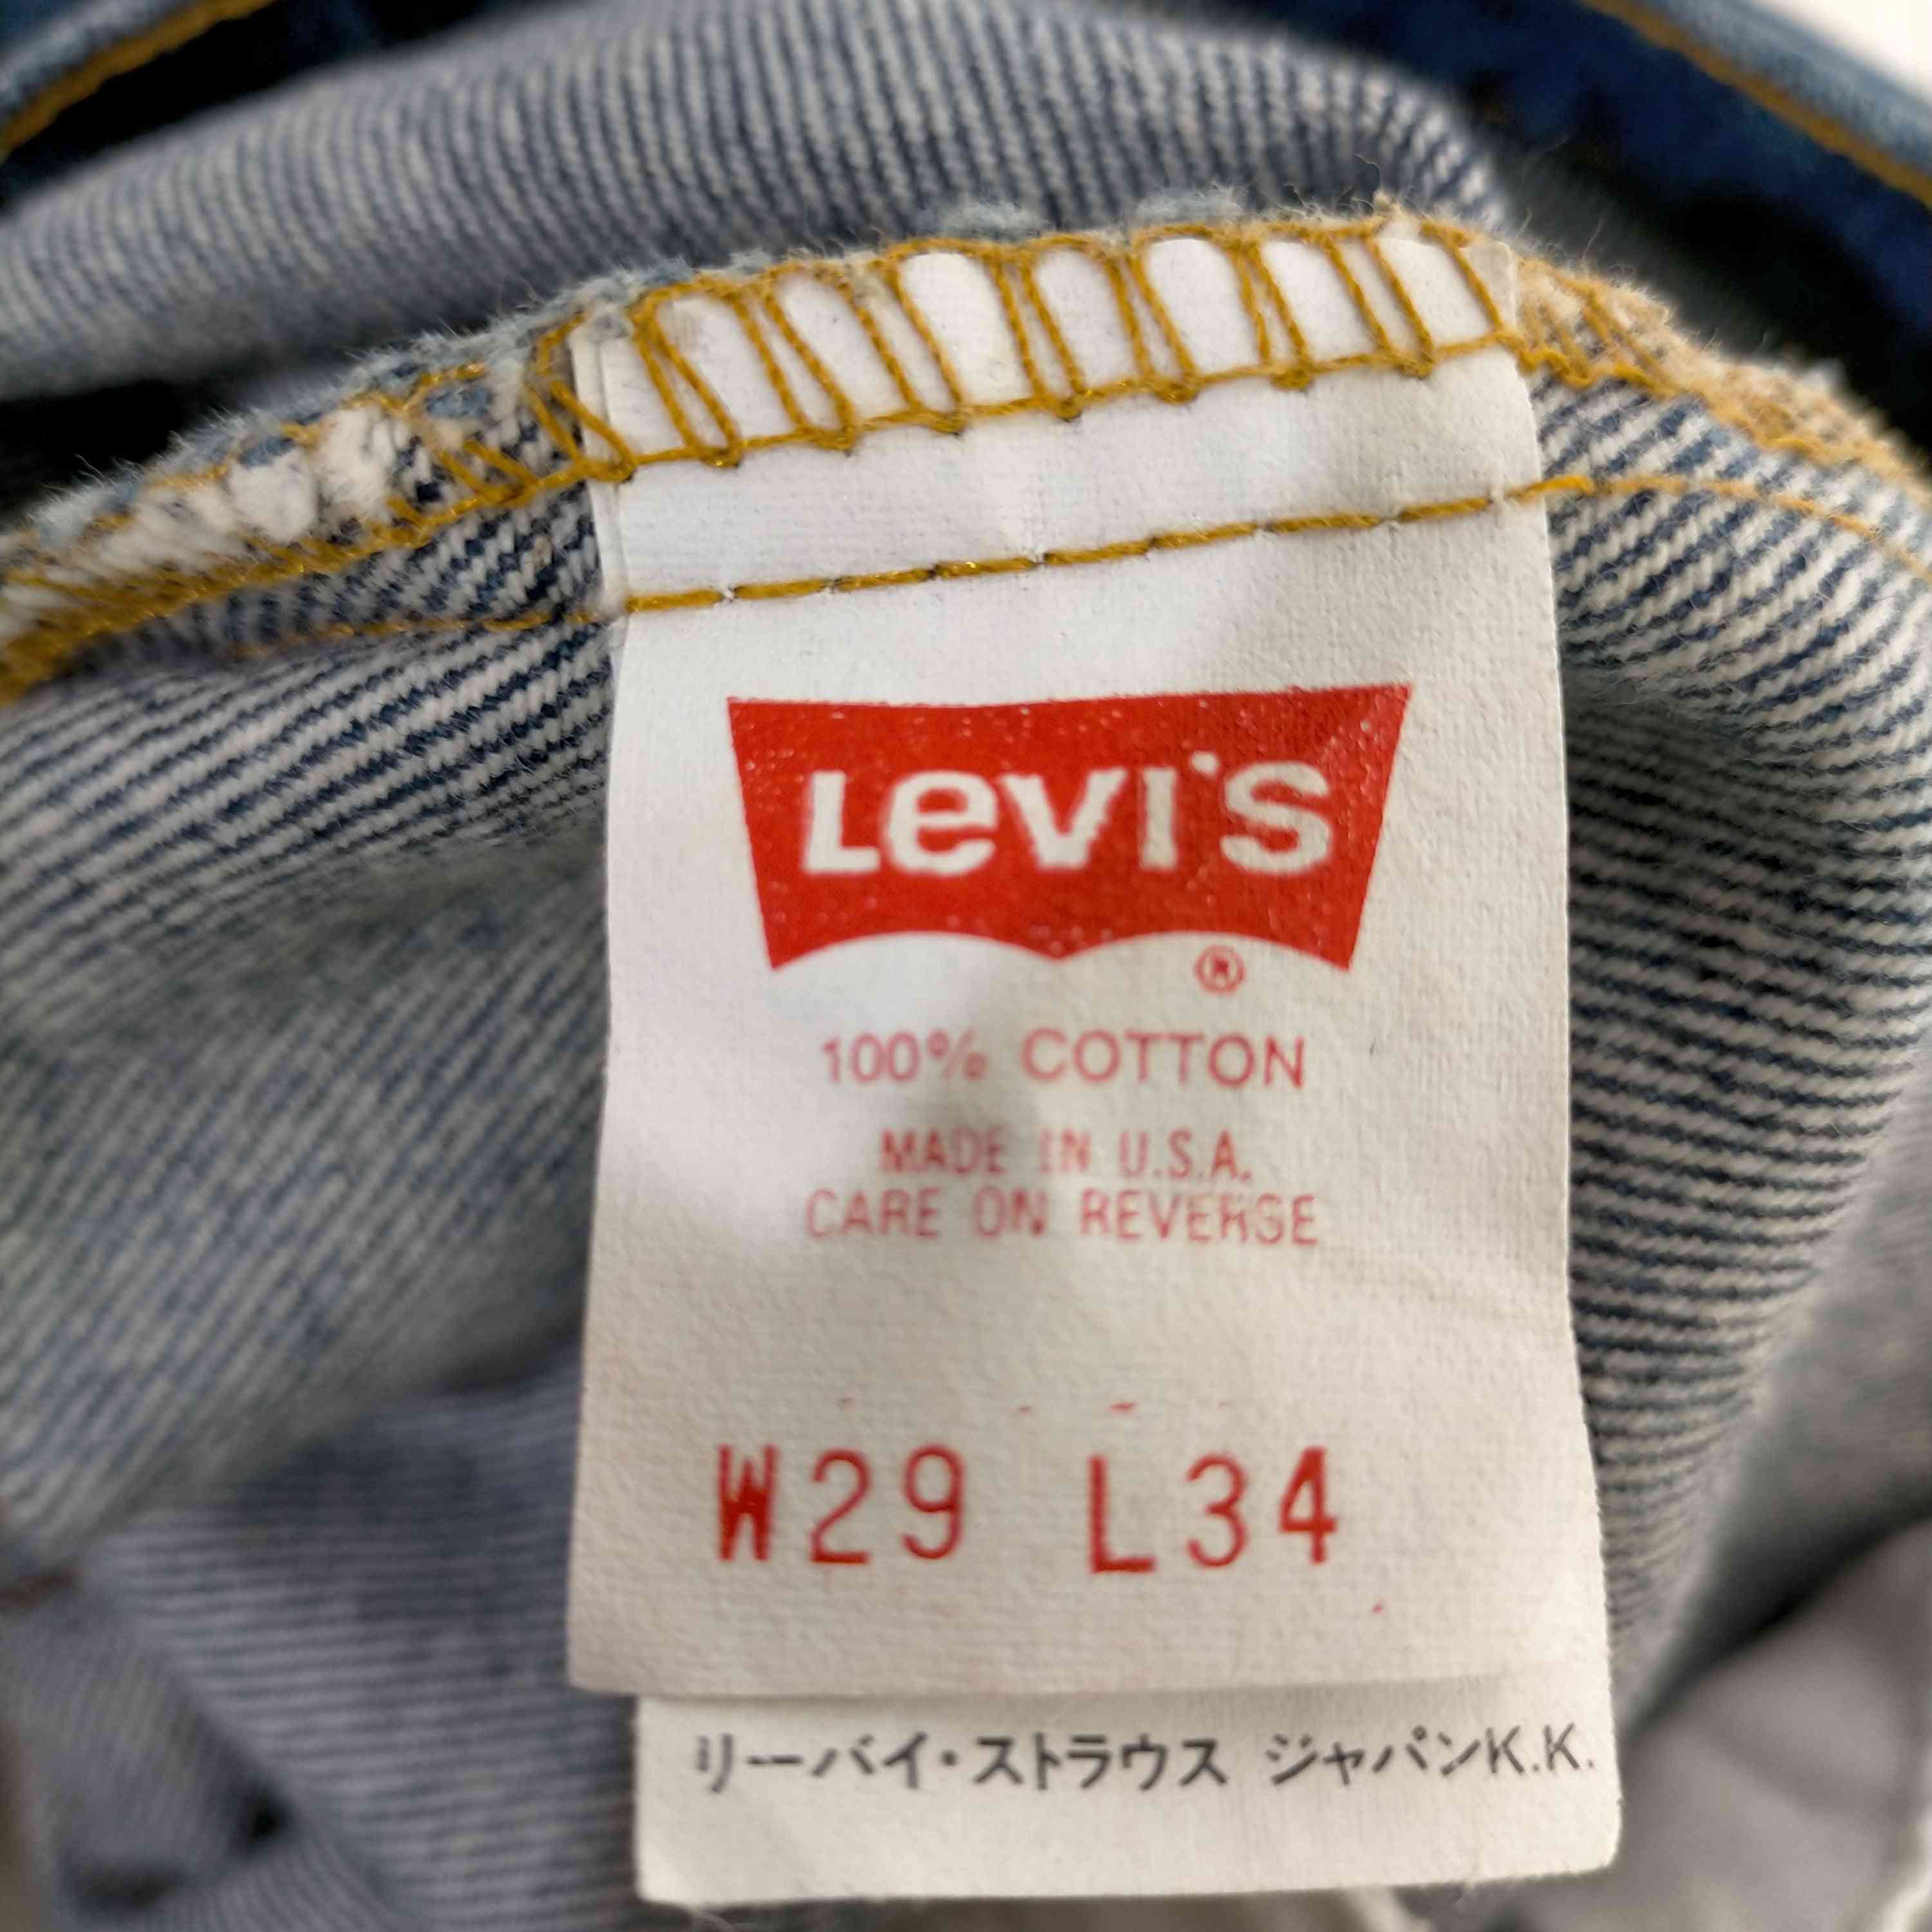 Levi's
®
100% COTTON
MADE IN U.S.A.
CARE ON REVERSE
W29 L34
リーバイ・ストラウス ジャパンK.K.